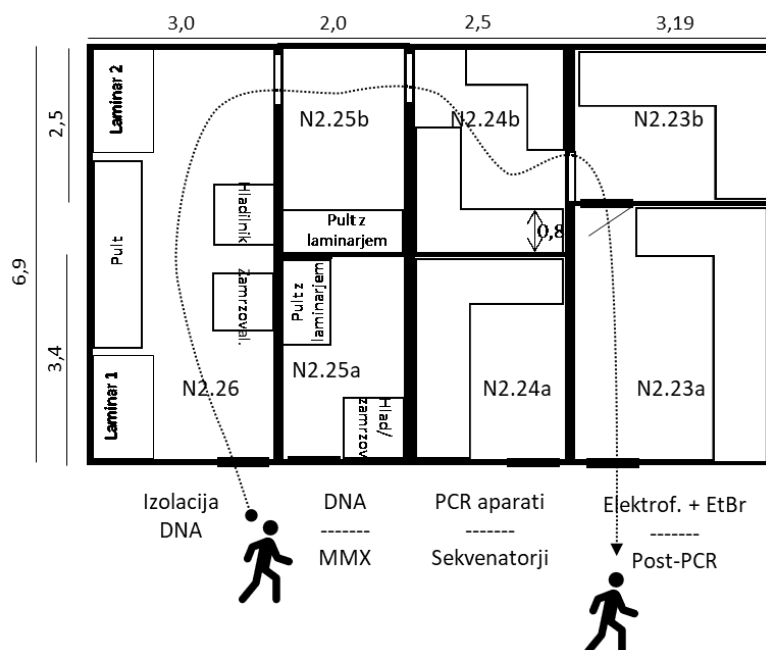 3,0
2,0
2,5
3,19
2,5
6,9
3,4
Laminar 2
Pult
Laminar 1
Hladilnik
Zamrzoval.
N2.26
N2.25b
Pult z
laminarjem
Pult z
laminarjem
N2.25a
Hlad/
zamrzov
N2.24b
0,8
N2.24a
N2.23b
N2.23a
Izolacija
DNA
DNA
-------
MMX
PCR aparati
-------
Sekvenatorji
Elektrof. + EtBr
-------
Post-PCR